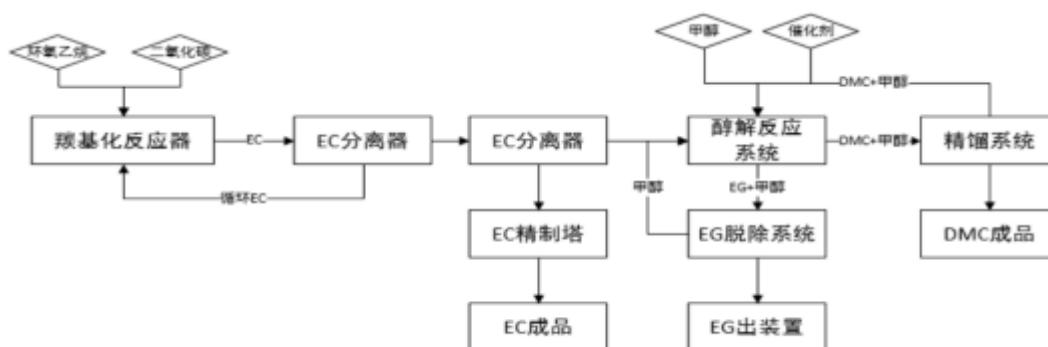 环氧乙烷
二氧化碳
甲醇
催化剂
DMC+甲醇
羰基化反应器
EC
EC分离器
EC分离器
醇解反应
系统
DMC+甲醇
精馏系统
循环EC
甲醇
EG+甲醇
EC精制塔
EG脱除系统
DMC成品
EC成品
EG出装置